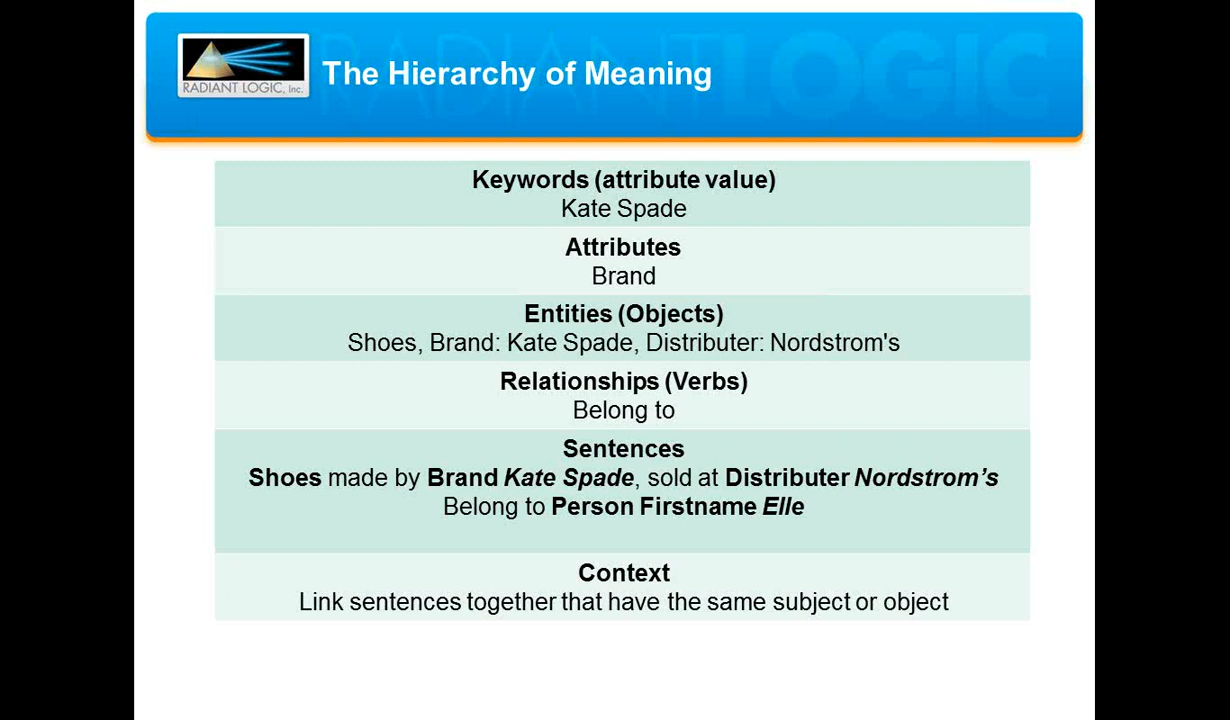 RADIANTLOGIC
RADIANT LOGIC, Inc.
The Hierarchy of Meaning
Keywords (attribute value)
Kate Spade
Attributes
Brand
Entities (Objects)
Shoes, Brand: Kate Spade, Distributer: Nordstrom's
Relationships (Verbs)
Belong to
Sentences
Shoes made by Brand Kate Spade, sold at Distributer Nordstrom’s
Belong to Person Firstname Elle
Context
Link sentences together that have the same subject or object